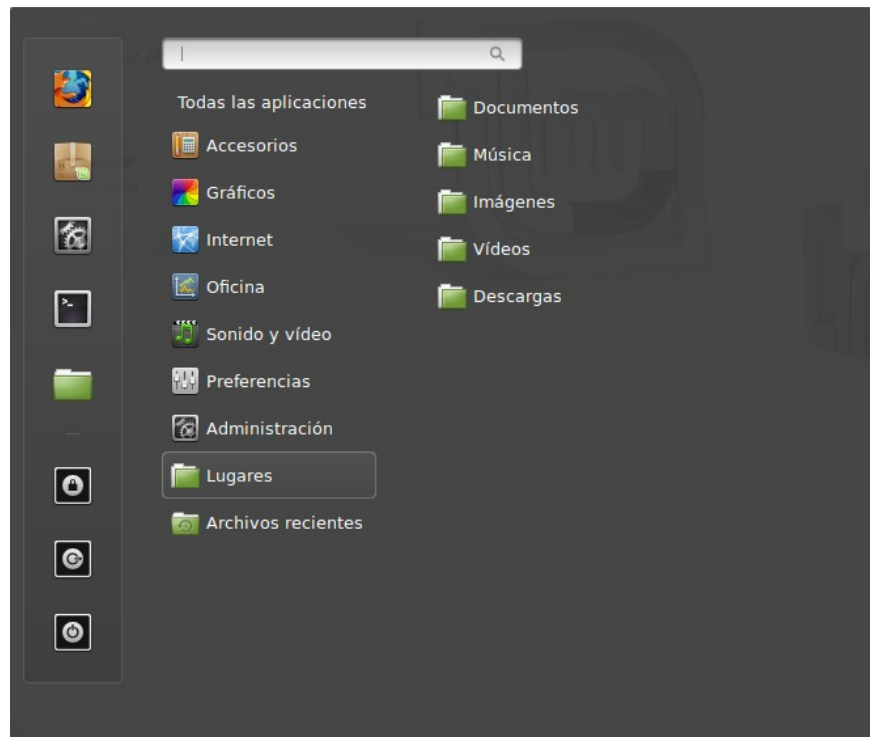 Todas las aplicaciones
Accesorios
Gráficos
Internet
Oficina
Sonido y vídeo
Preferencias
Administración
Lugares
Archivos recientes
Documentos
Música
Imágenes
Vídeos
Descargas